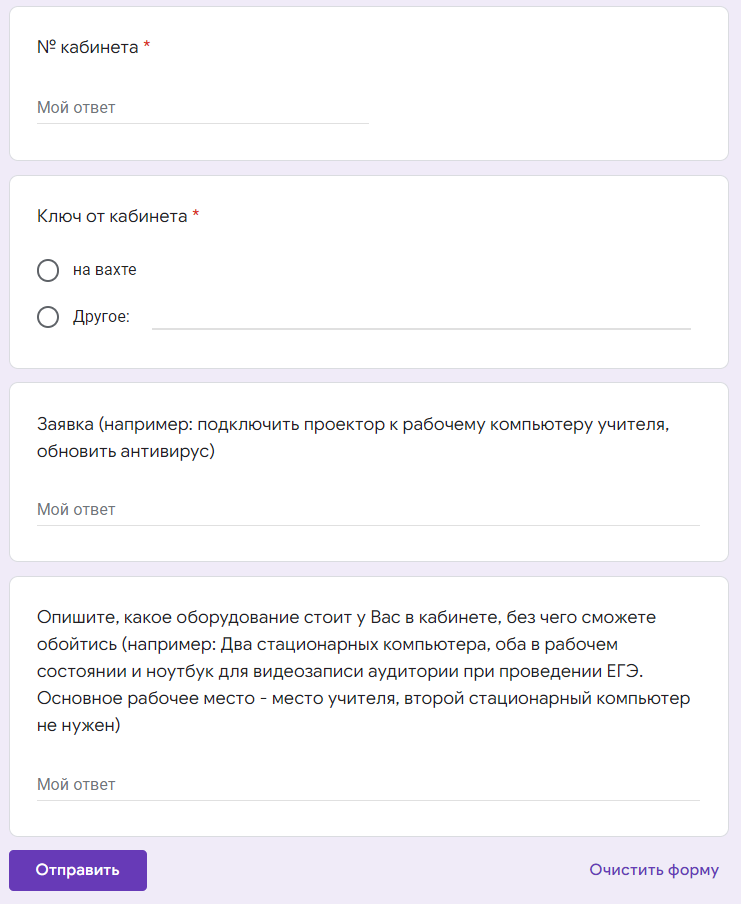 № кабинета *
Мой ответ
Ключ от кабинета *
на вахте
Другое:
Заявка (например: подключить проектор к рабочему компьютеру учителя,
обновить антивирус)
Мой ответ
Опишите, какое оборудование стоит у Вас в кабинете, без чего сможете
обойтись (например: Два стационарных компьютера, оба в рабочем
состоянии и ноутбук для видеозаписи аудитории при проведении ЕГЭ.
Основное рабочее место - место учителя, второй стационарный компьютер
не нужен)
Мой ответ
Отправить
Очистить форму